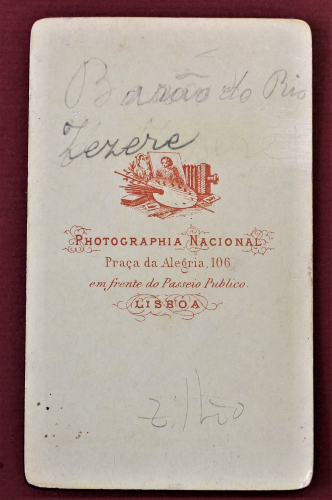 Barão do Rio
Zezere
PHOTOGRAPHIA NACIONAL
Praça da Alegria, 106
em frente do Passeio Publico.
LISBOA